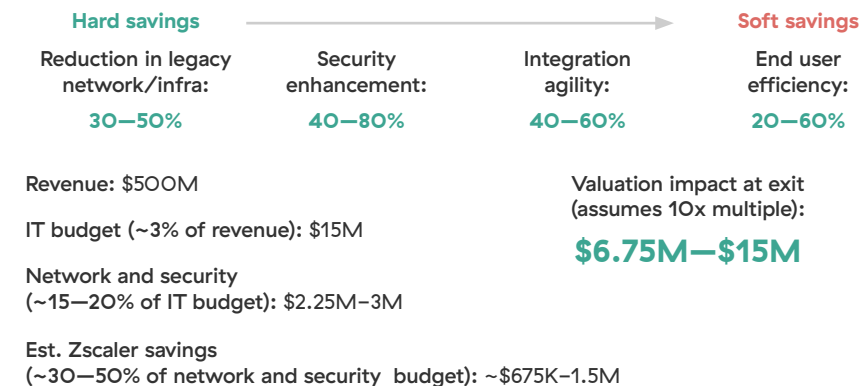 Hard savings
Soft savings
Reduction in legacy
network/infra:
30—50%
Security
enhancement:
40—80%
Integration
agility:
40—60%
End user
efficiency:
20—60%
Revenue: $500M
IT budget (~3% of revenue): $15M
Network and security
(~15—20% of IT budget): $2.25M–3M
Est. Zscaler savings
(~30—50% of network and security  budget): ~$675K–1.5M
Valuation impact at exit
(assumes 10x multiple):
$6.75M—$15M